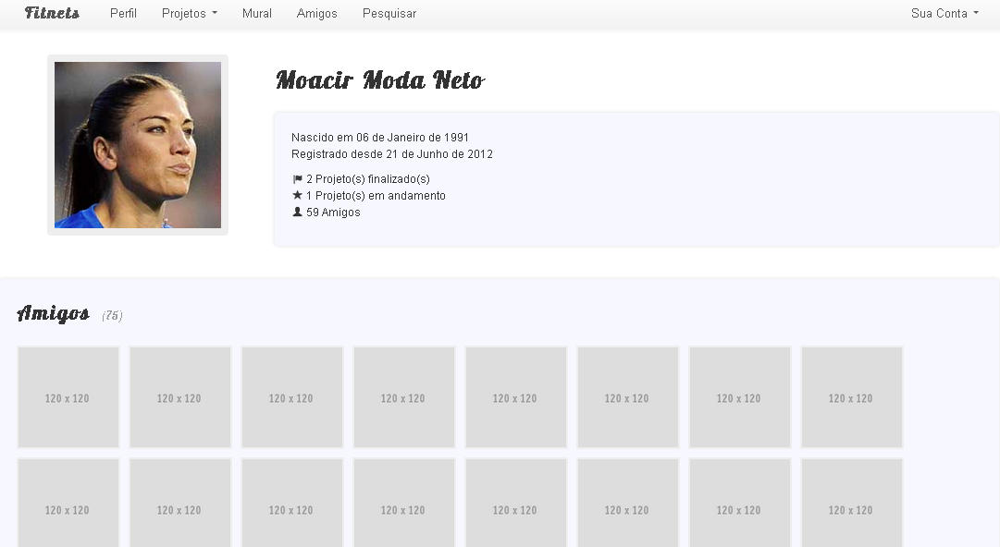 Fitnets Perfil Projetos Mural Amigos Pesquisar Sua Conta
Moacir Moda Neto
Nascido em 06 de Janeiro de 1991
Registrado desde 21 de Junho de 2012
2 Projeto(s) finalizado(s)
1 Projeto(s) em andamento
59 Amigos
Amigos (75)
120 x 120 120 x 120 120 x 120 120 x 120 120 x 120 120 x 120 120 x 120 120 x 120
120 x 120 120 x 120 120 x 120 120 x 120 120 x 120 120 x 120 120 x 120 120 x 120